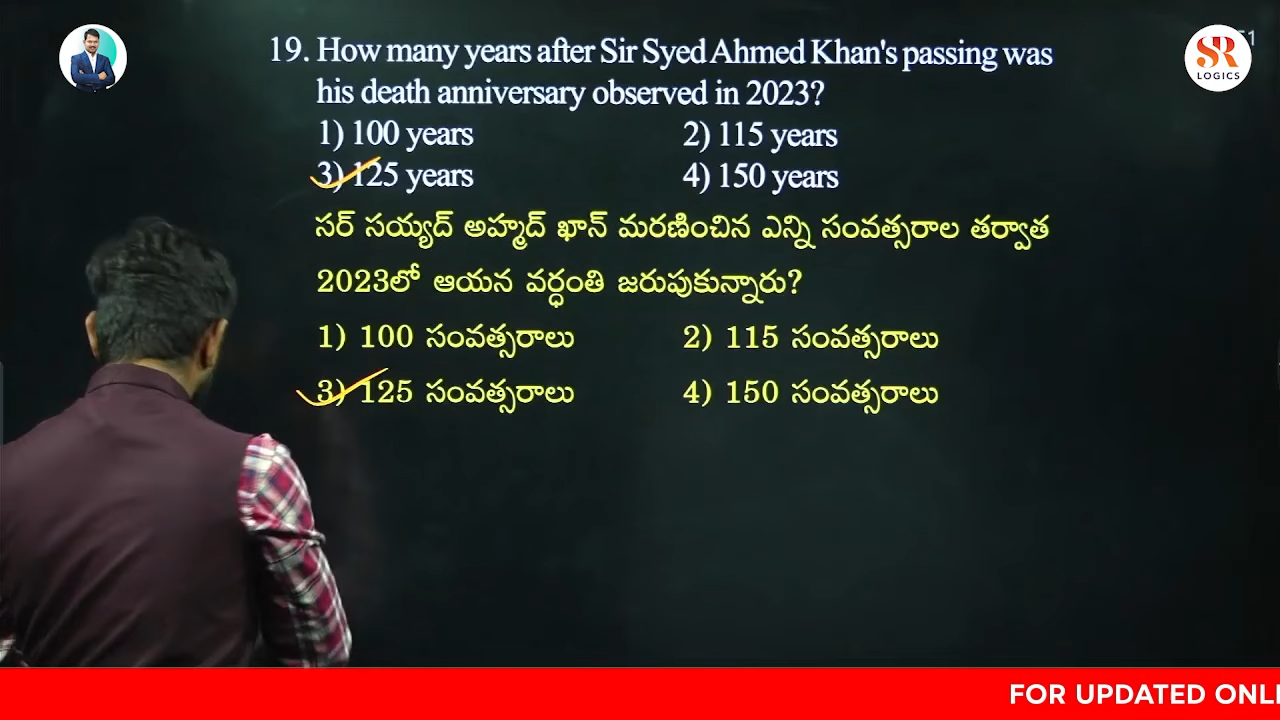 51
SR
LOGICS
19. How many years after Sir Syed Ahmed Khan's passing was
his death anniversary observed in 2023?
1) 100 years 2) 115 years
3) 125 years 4) 150 years
సర్ సయ్యద్ అహ్మద్ ఖాన్ మరణించిన ఎన్ని సంవత్సరాల తర్వాత
2023లో ఆయన వర్ధంతి జరుపుకున్నారు?
1) 100 సంవత్సరాలు 2) 115 సంవత్సరాలు
3) 125 సంవత్సరాలు 4) 150 సంవత్సరాలు
FOR UPDATED ONLI